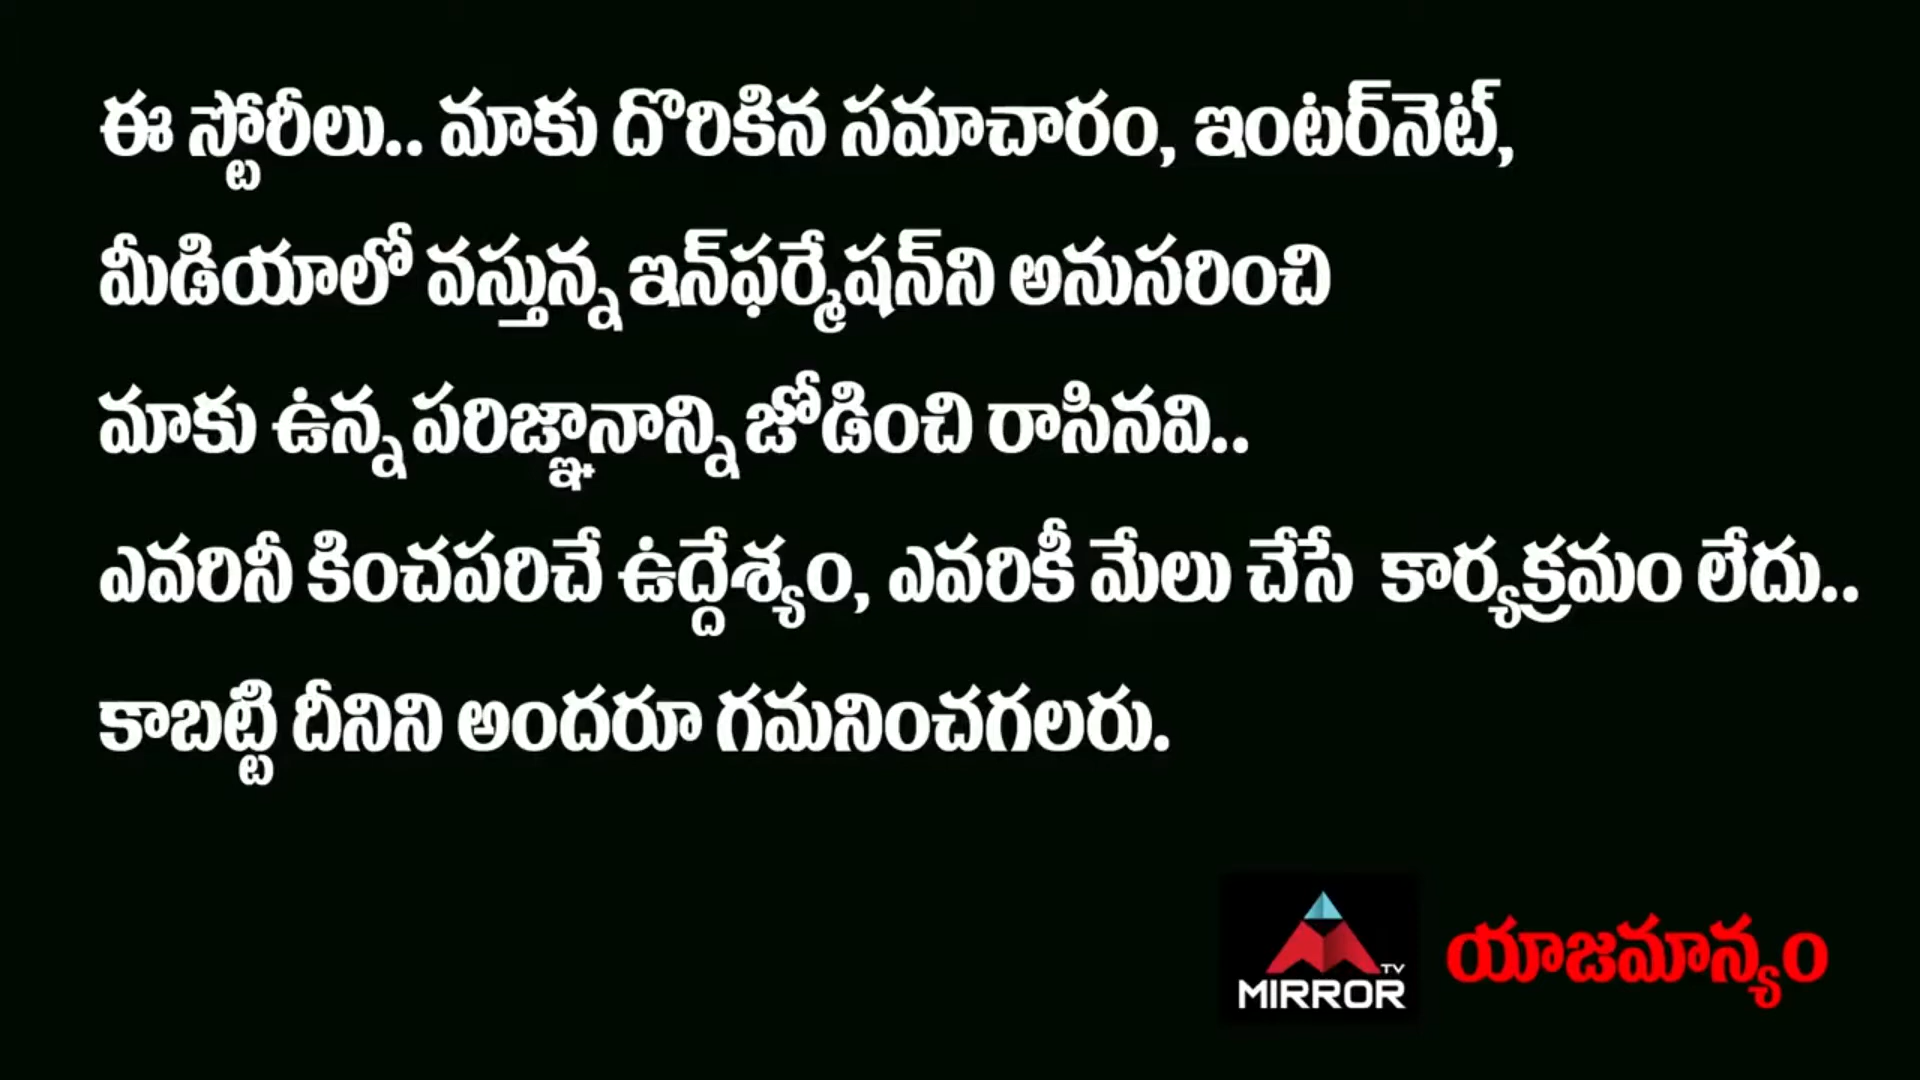 ఈ స్టోరీలు.. మాకు దొరికిన సమాచారం, ఇంటర్‌నెట్,
మీడియాలో వస్తున్న ఇన్‌ఫర్మేషన్‌ని అనుసరించి
మాకు ఉన్న పరిజ్ఞానాన్ని జోడించి రాసినవి..
ఎవరినీ కించపరిచే ఉద్దేశ్యం, ఎవరికీ మేలు చేసే కార్యక్రమం లేదు..
కాబట్టి దీనిని అందరూ గమనించగలరు.
TV
MIRROR యాజమాన్యం